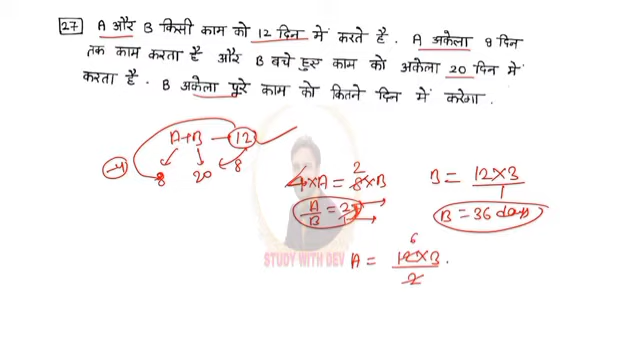 27. A और B किसी काम को 12 दिन में करते है. A अकेला 8 दिन
तक काम करता है और B बचे हुए काम को अकेला 20 दिन में
करता है. B अकेला पूरे काम को कितने दिन में करेगा.
A+B - 12
-4 8 20 8
4×A = 8×B 2
A/B = 2/1
B = 12×3/1
B = 36 days
A = 12×3/2 6
STUDY WITH DEV